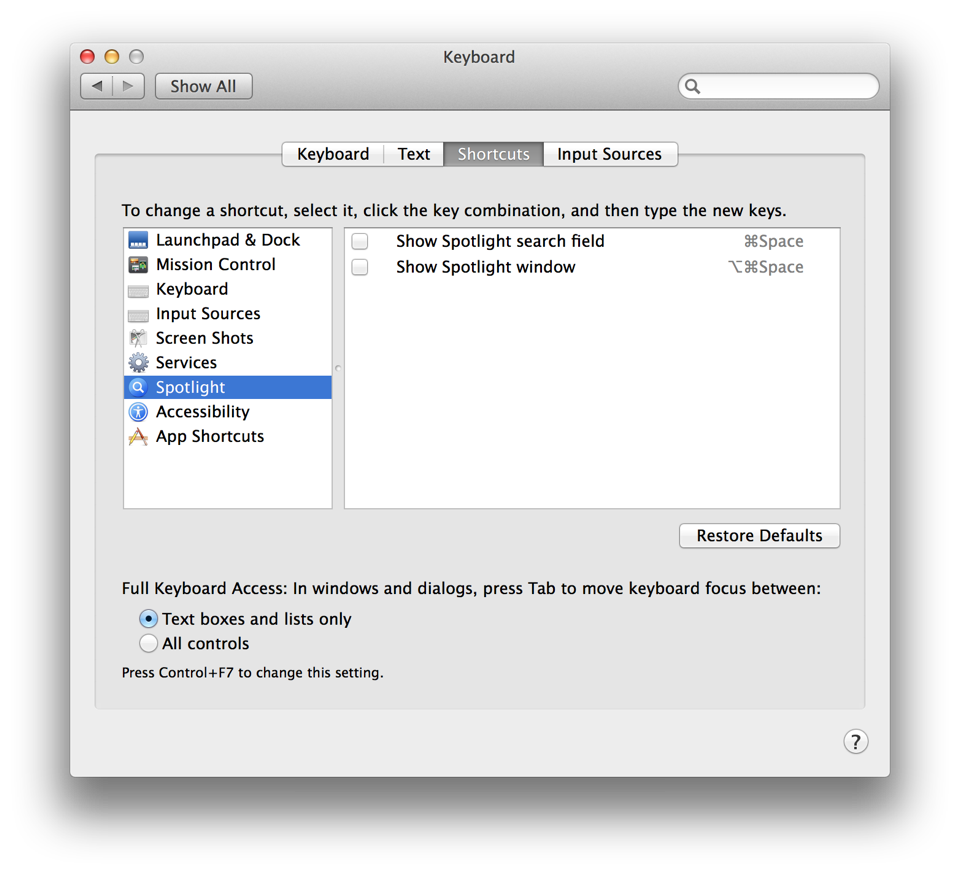 Keyboard
Show All
Keyboard Text Shortcuts Input Sources
To change a shortcut, select it, click the key combination, and then type the new keys.
Launchpad & Dock
Mission Control
Keyboard
Input Sources
Screen Shots
Services
Spotlight
Accessibility
App Shortcuts
Show Spotlight search field ⌘Space
Show Spotlight window ⌥⌘Space
Restore Defaults
Full Keyboard Access: In windows and dialogs, press Tab to move keyboard focus between:
Text boxes and lists only
All controls
Press Control+F7 to change this setting.
?